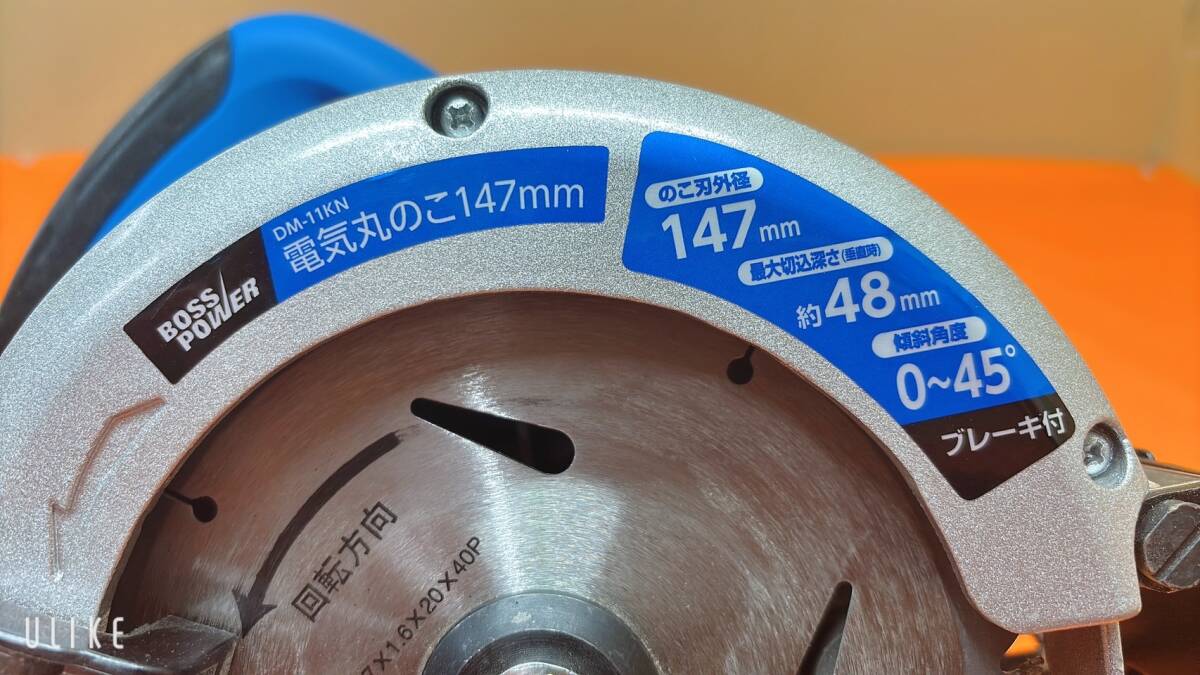 BOSS
POWER
DM-11KN
電気丸のこ147mm
のこ刃外径
147mm
最大切込深さ(垂直時)
約48mm
傾斜角度
0~45°
ブレーキ付
回転方向
7X1.6X20X40P
ULIKE